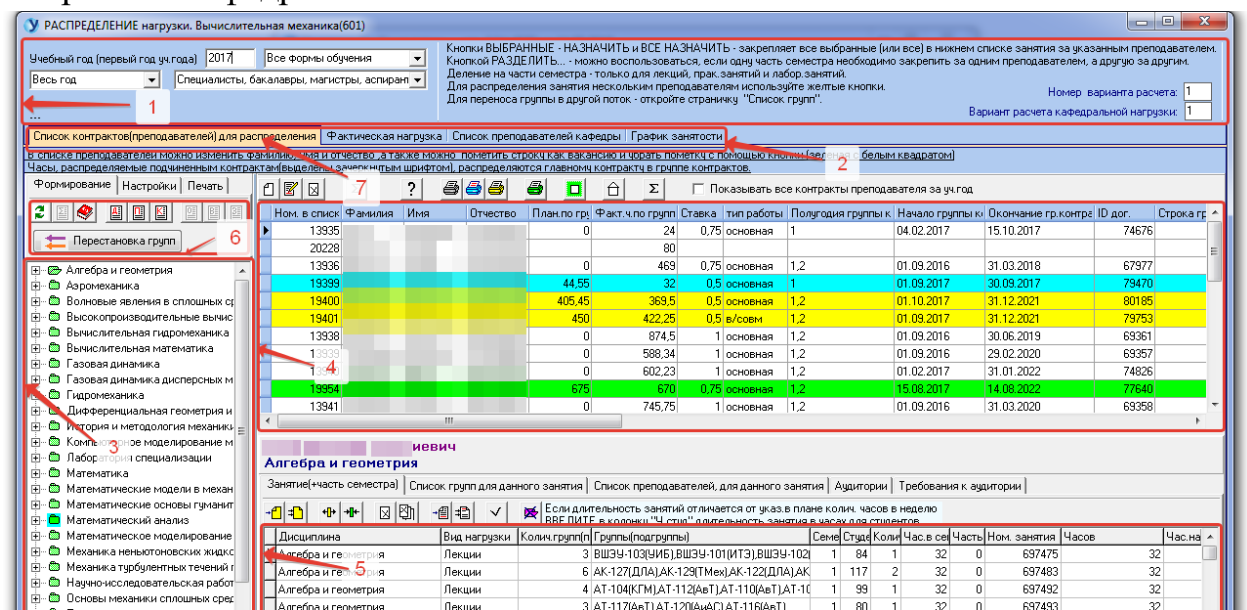 РАСПРЕДЕЛЕНИЕ нагрузки. Вычислительная механика(601)
Учебный год (первый год уч.года) 2017 Все формы обучения
Весь год Специалисты, бакалавры, магистры, аспиран
...
Кнопки ВЫБРАННЫЕ - НАЗНАЧИТЬ и ВСЕ НАЗНАЧИТЬ - закрепляет все выбранные (или все) в нижнем списке занятия за указанным преподавателем.
Кнопкой РАЗДЕЛИТЬ... - можно воспользоваться, если одну часть семестра необходимо закрепить за одним преподавателем, а другую за другим.
Деление на части семестра - только для лекций, прак.занятий и лабор.занятий.
Для распределения занятия нескольким преподавателям используйте желтые кнопки.
Для переноса группы в другой поток - откройте страничку "Список групп".
Номер варианта расчета: 1
Вариант расчета кафедральной нагрузки: 1
1
Список контрактов(преподавателей) для распределения Фактическая нагрузка Список преподавателей кафедры График занятости
2
В списке преподавателей можно изменить фамилию, имя и отчество ,а также можно пометить строку как вакансию и убрать пометку с помощью кнопки (зеленая с белым квадратом)
Часы, распределяемые подчиненным контрактам(выделены зачеркнутым шрифтом), распределяются главному контракту в группе контрактов.
Формирование Настройки Печать
7
? Σ Показывать все контракты преподавателя за уч.год
Перестановка групп
6
Ном. в списк Фамилия Имя Отчество План.по гру Факт.ч.по групп Ставка тип работы Полугодия группы к Начало группы ко Окончание гр.контра ID дог. Строка гр
13935 0 24 0,75 основная 1 04.02.2017 15.10.2017 74676
20228 80
13936 0 469 0,75 основная 1,2 01.09.2016 31.03.2018 67977
19399 44,55 32 0,5 основная 1 01.09.2016 30.09.2017 79470
19400 405,45 369,5 0,5 основная 1,2 01.10.2017 31.12.2021 80185
19401 450 422,25 0,5 в/совм 1,2 01.09.2017 31.12.2021 79753
13938 0 874,5 1 основная 1,2 01.09.2016 30.06.2019 69361
13939 0 588,34 1 основная 1,2 01.09.2016 29.02.2020 69357
0 602,23 1 основная 1,2 01.02.2017 31.01.2022 74826
19954 675 670 0,75 основная 1,2 15.08.2017 14.08.2022 77640
13941 0 745,75 1 основная 1,2 01.09.2016 31.03.2020 69358
4
Алгебра и геометрия
Аэромеханика
Волновые явления в сплошных ср
Высокопроизводительные вычис
Вычислительная гидромеханика
Вычислительная математика
Газовая динамика
Газовая динамика дисперсных м
Гидромеханика
Дифференциальная геометрия и
История и методология механики
Компьютерное моделирование м
3
Лаборатория специализации
Математика
Математические модели в механ
Математические основы гуманит
Математический анализ
Математическое моделирование
Механика неньютоновских жидко
Механика турбулентных течений г
Научно-исследовательская работ
Основы механики сплошных сред
иевич
Алгебра и геометрия
Занятие(+часть семестра) Список групп для данного занятия Список преподавателей, для данного занятия Аудитории Требования к аудитории
Если длительность занятий отличается от указ.в плане колич. часов в неделю
ВВЕДИТЕ в колонку "Ч.студ" длительность занятия в часах для студентов
Дисциплина Вид нагрузки Колич.групп(п Группы(подгруппы) Семе Студе Колич Час.в сем Часть Ном. занятия Часов Час.на
Алгебра и геометрия Лекции 3 ВШЭУ-103(УИБ),ВШЭУ-101(ИТЭ),ВШЭУ-102( 1 84 1 32 0 697475 32
5
Алгебра и геометрия Лекции 6 АК-127(ДЛА),АК-129(ТМех),АК-122(ДЛА),АК 1 117 2 32 0 697483 32
Алгебра и геометрия Лекции 4 АТ-104(КГМ),АТ-112(АвТ),АТ-110(АвТ),АТ-10 1 99 1 32 0 697492 32
Алгебра и геометрия Лекции 3 АТ-117(АвТ),АТ-120(АиАС),АТ-116(АвТ) 1 80 1 32 0 697493 32